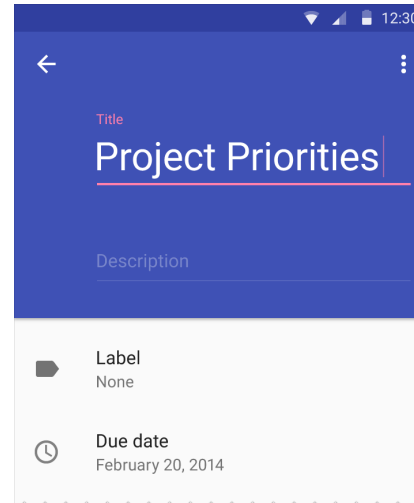 12:30
Title
Project Priorities
Description
Label
None
Due date
February 20, 2014